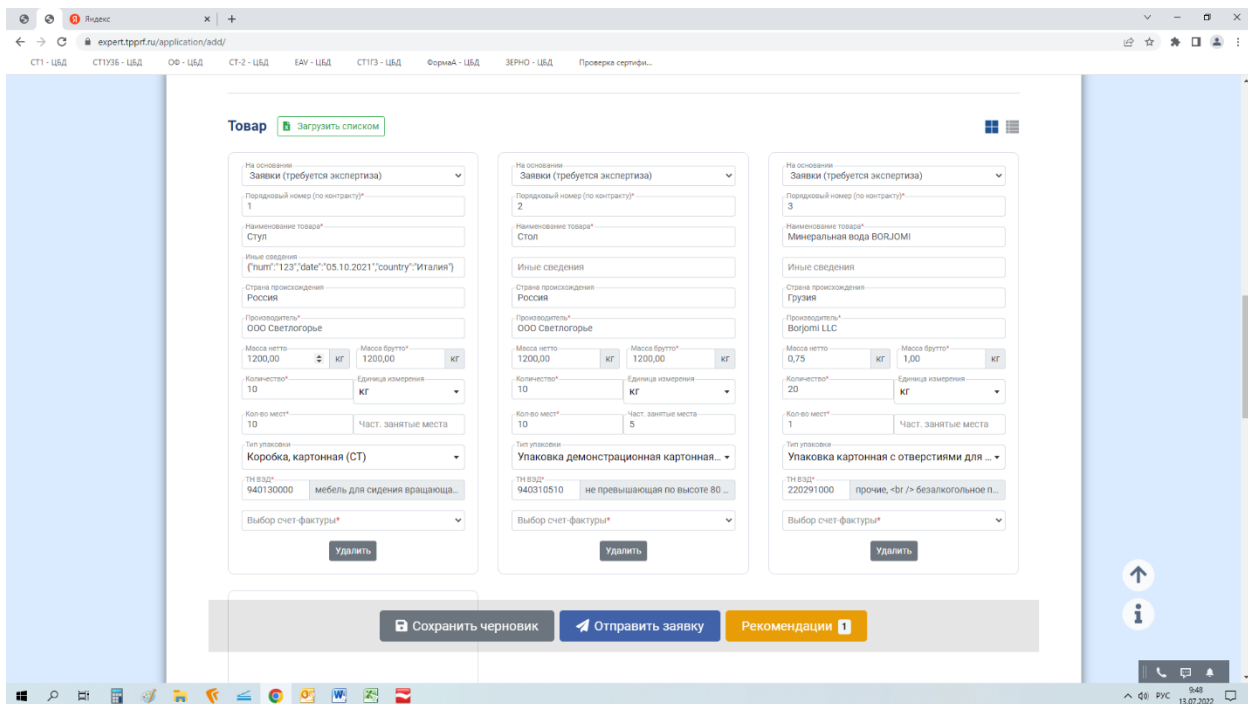 Яндекс
expert.tpprf.ru/application/add/
СТ1 - ЦБД СТ1УЗБ - ЦБД ОФ - ЦБД СТ-2 - ЦБД EAV - ЦБД СТ1ГЗ - ЦБД ФормаА - ЦБД ЗЕРНО - ЦБД Проверка сертифи...
Товар Загрузить списком
На основании
Заявки (требуется экспертиза)
Порядковый номер (по контракту)*
1
Наименование товара*
Стул
Иные сведения
{"num":"123","date":"05.10.2021","country":"Италия"}
Страна происхождения
Россия
Производитель*
ООО Светлогорье
Масса нетто Масса брутто*
1200,00 кг 1200,00 кг
Количество* Единица измерения
10 кг
Кол-во мест*
10 Част. занятые места
Тип упаковки
Коробка, картонная (СТ)
ТН ВЭД*
940130000 мебель для сидения вращающа...
Выбор счет-фактуры*
Удалить
На основании
Заявки (требуется экспертиза)
Порядковый номер (по контракту)*
2
Наименование товара*
Стол
Иные сведения
Страна происхождения
Россия
Производитель*
ООО Светлогорье
Масса нетто Масса брутто*
1200,00 кг 1200,00 кг
Количество* Единица измерения
10 кг
Кол-во мест* Част. занятые места
10 5
Тип упаковки
Упаковка демонстрационная картонная...
ТН ВЭД*
940310510 не превышающая по высоте 80 ...
Выбор счет-фактуры*
Удалить
На основании
Заявки (требуется экспертиза)
Порядковый номер (по контракту)*
3
Наименование товара*
Минеральная вода BORJOMI
Иные сведения
Страна происхождения
Грузия
Производитель*
Borjomi LLC
Масса нетто Масса брутто*
0,75 кг 1,00 кг
Количество* Единица измерения
20 кг
Кол-во мест*
1 Част. занятые места
Тип упаковки
Упаковка картонная с отверстиями для ...
ТН ВЭД*
220291000 прочие, <br /> безалкогольное п...
Выбор счет-фактуры*
Удалить
Сохранить черновик Отправить заявку Рекомендации 1
РУС 9:48
13.07.2022